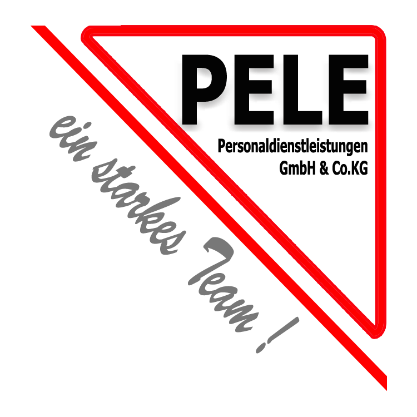 PELE
Personaldienstleistungen
GmbH & Co.KG
ein starkes Team !